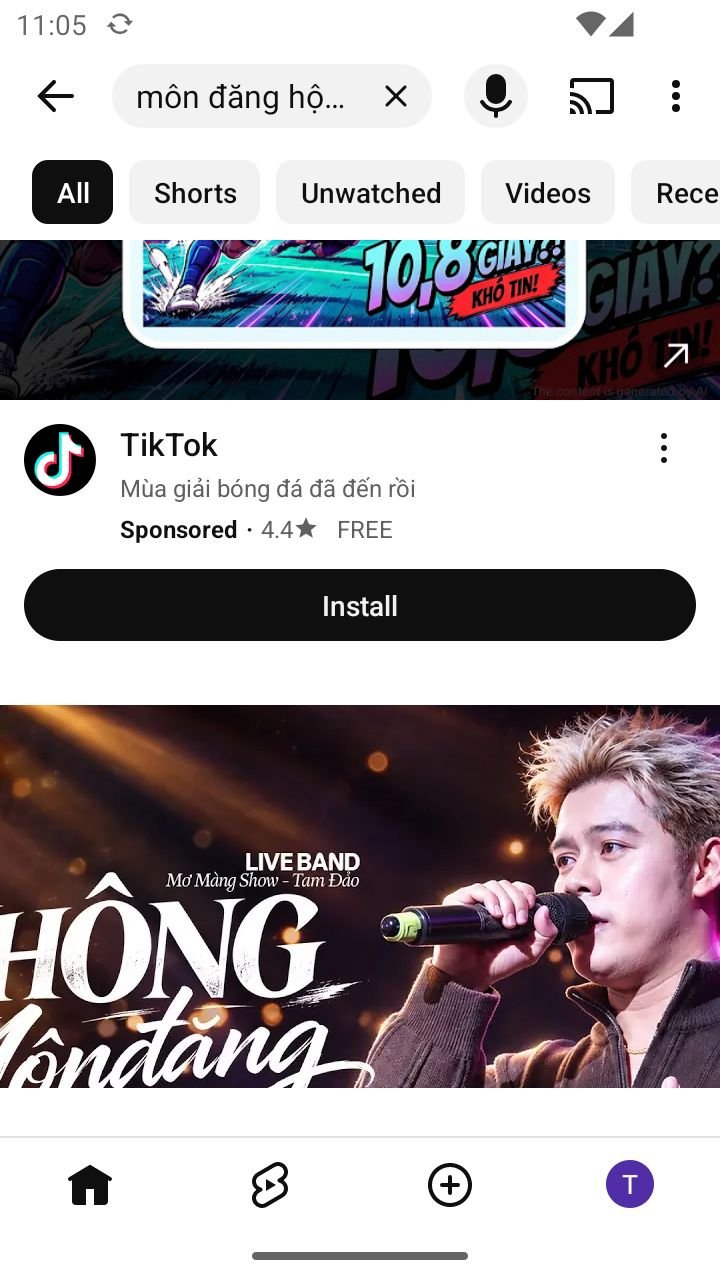 11:05
môn đăng hộ...
All
Shorts
Unwatched
Videos
Rece
10,8 GIÂY?!
KHÓ TIN!
GIÂY?
KHÓ TIN!
The content is generated by AI
TikTok
Mùa giải bóng đá đã đến rồi
Sponsored · 4.4★ FREE
Install
LIVE BAND
Mơ Màng Show - Tam Đảo
HÔNG
Môn đăng
T